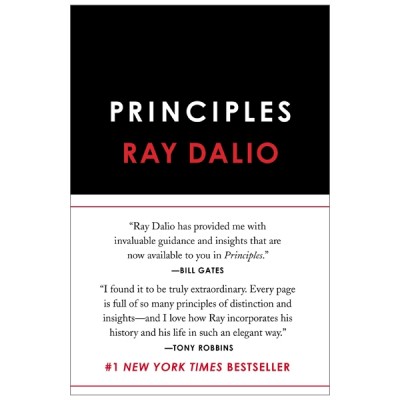 PRINCIPLES
RAY DALIO
“Ray Dalio has provided me with
invaluable guidance and insights that are
now available to you in Principles.”
—BILL GATES
“I found it to be truly extraordinary. Every page
is full of so many principles of distinction and
insights—and I love how Ray incorporates his
history and his life in such an elegant way.”
—TONY ROBBINS
#1 NEW YORK TIMES BESTSELLER